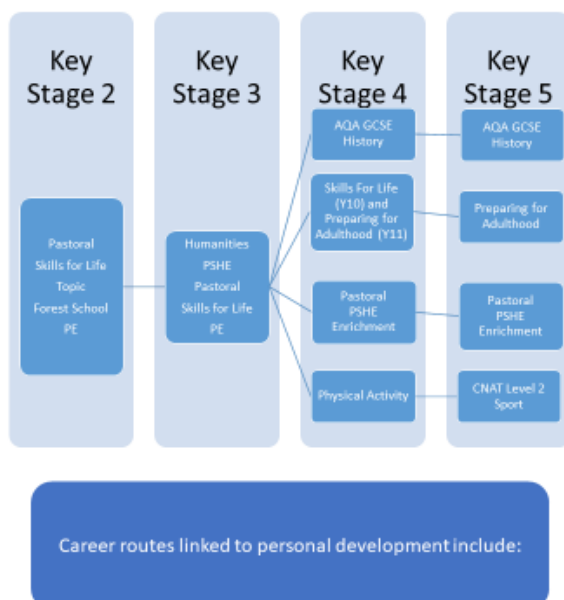 Key
Stage 2
Key
Stage 3
Key
Stage 4
Key
Stage 5
Pastoral
Skills for Life
Topic
Forest School
PE
Humanities
PSHE
Pastoral
Skills for Life
PE
AQA GCSE
History
Skills For Life
(Y10) and
Preparing for
Adulthood (Y11)
Pastoral
PSHE
Enrichment
Physical Activity
AQA GCSE
History
Preparing for
Adulthood
Pastoral
PSHE
Enrichment
CNAT Level 2
Sport
Career routes linked to personal development include: